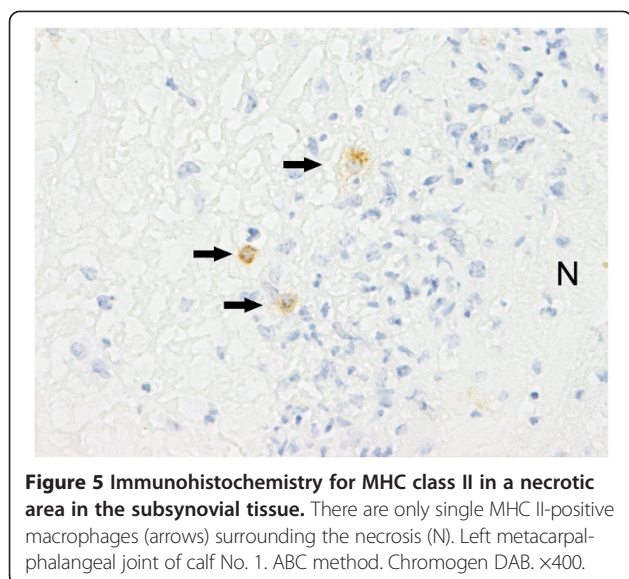 N
Figure 5 Immunohistochemistry for MHC class II in a necrotic
area in the subsynovial tissue. There are only single MHC II-positive
macrophages (arrows) surrounding the necrosis (N). Left metacarpal-
phalangeal joint of calf No. 1. ABC method. Chromogen DAB. ×400.